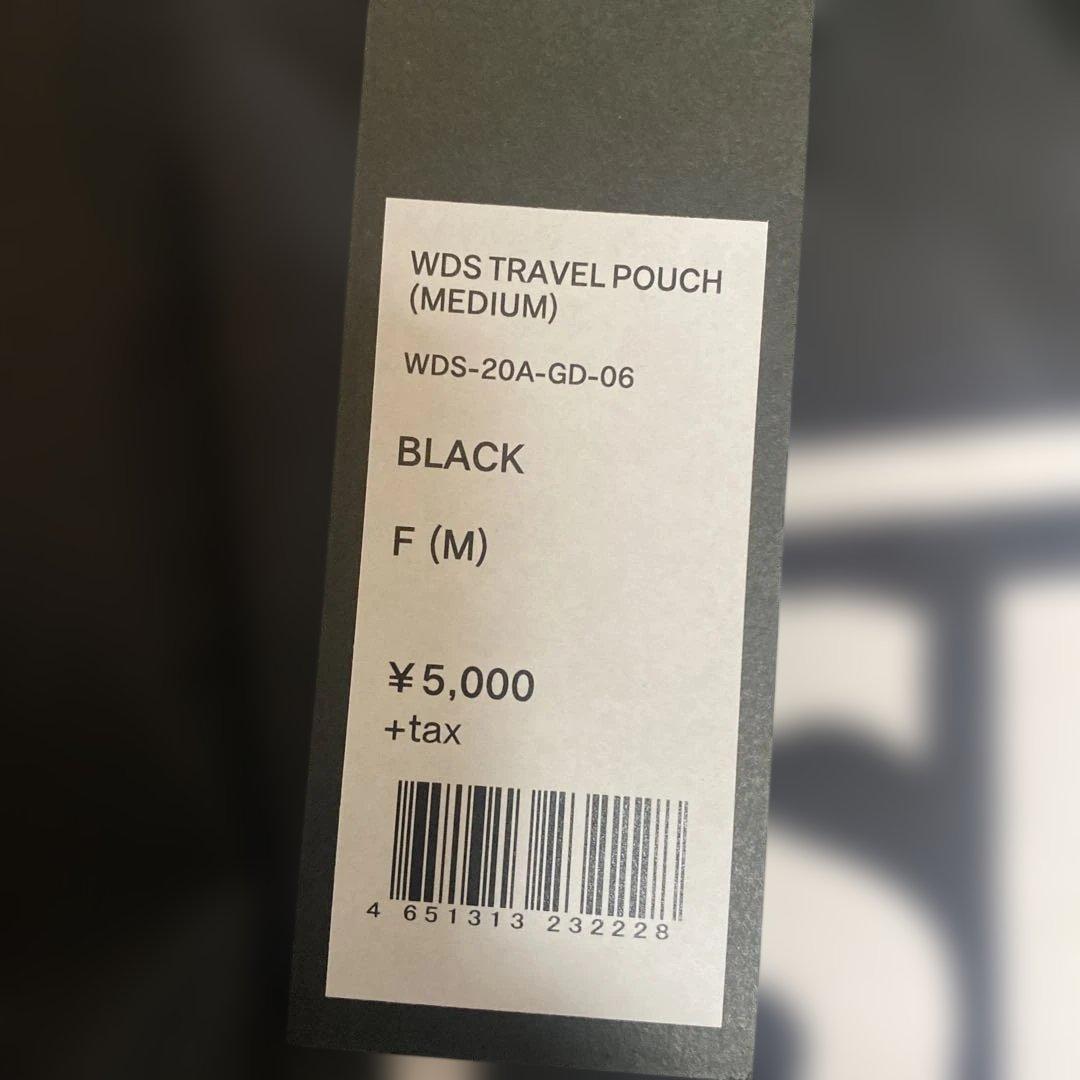 WDS TRAVEL POUCH
(MEDIUM)
WDS-20A-GD-06
BLACK
F (M)
¥5,000
+tax
4 651313 232228